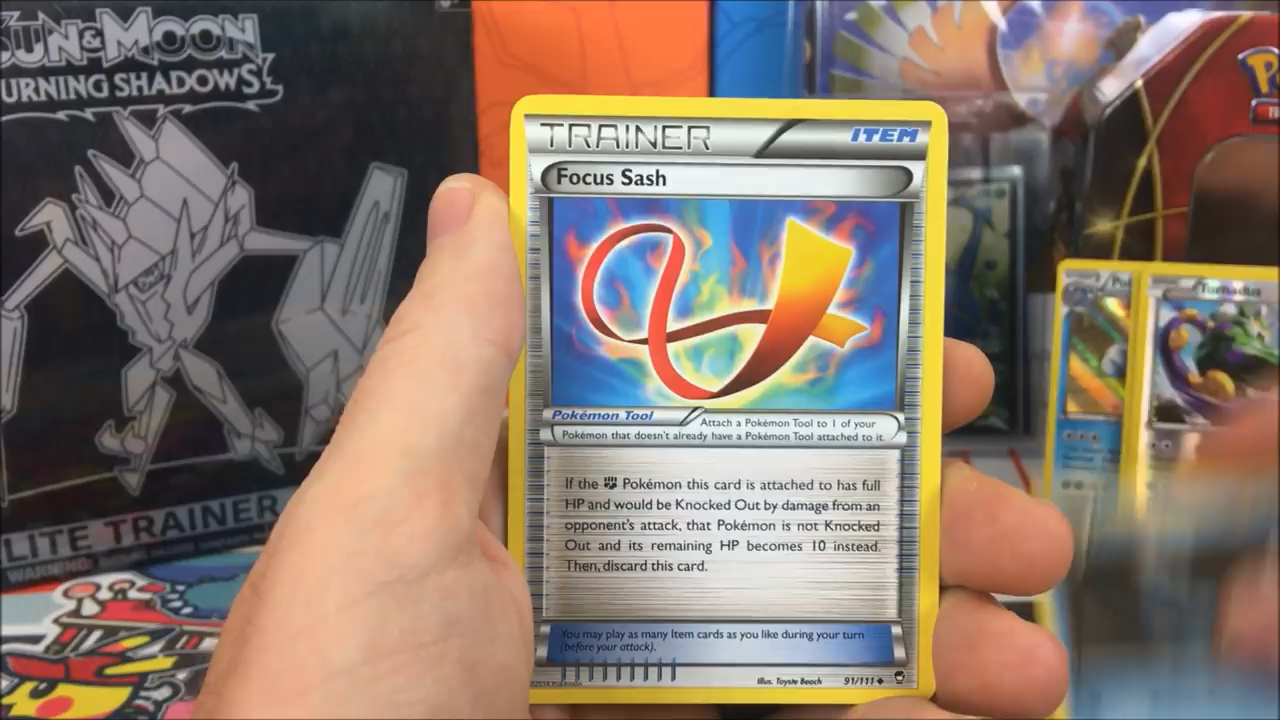 SUN & MOON
BURNING SHADOWS
TRAINER
ITEM
Focus Sash
Pokémon Tool
Attach a Pokémon Tool to 1 of your
Pokémon that doesn't already have a Pokémon Tool attached to it.
If the Pokémon this card is attached to has full
HP and would be Knocked Out by damage from an
opponent's attack, that Pokémon is not Knocked
Out and its remaining HP becomes 10 instead.
Then, discard this card.
You may play as many Item cards as you like during your turn
(before your attack).
Illus. Toyste Beach
91/111
ELITE TRAINER
WARNING:
Tornadus